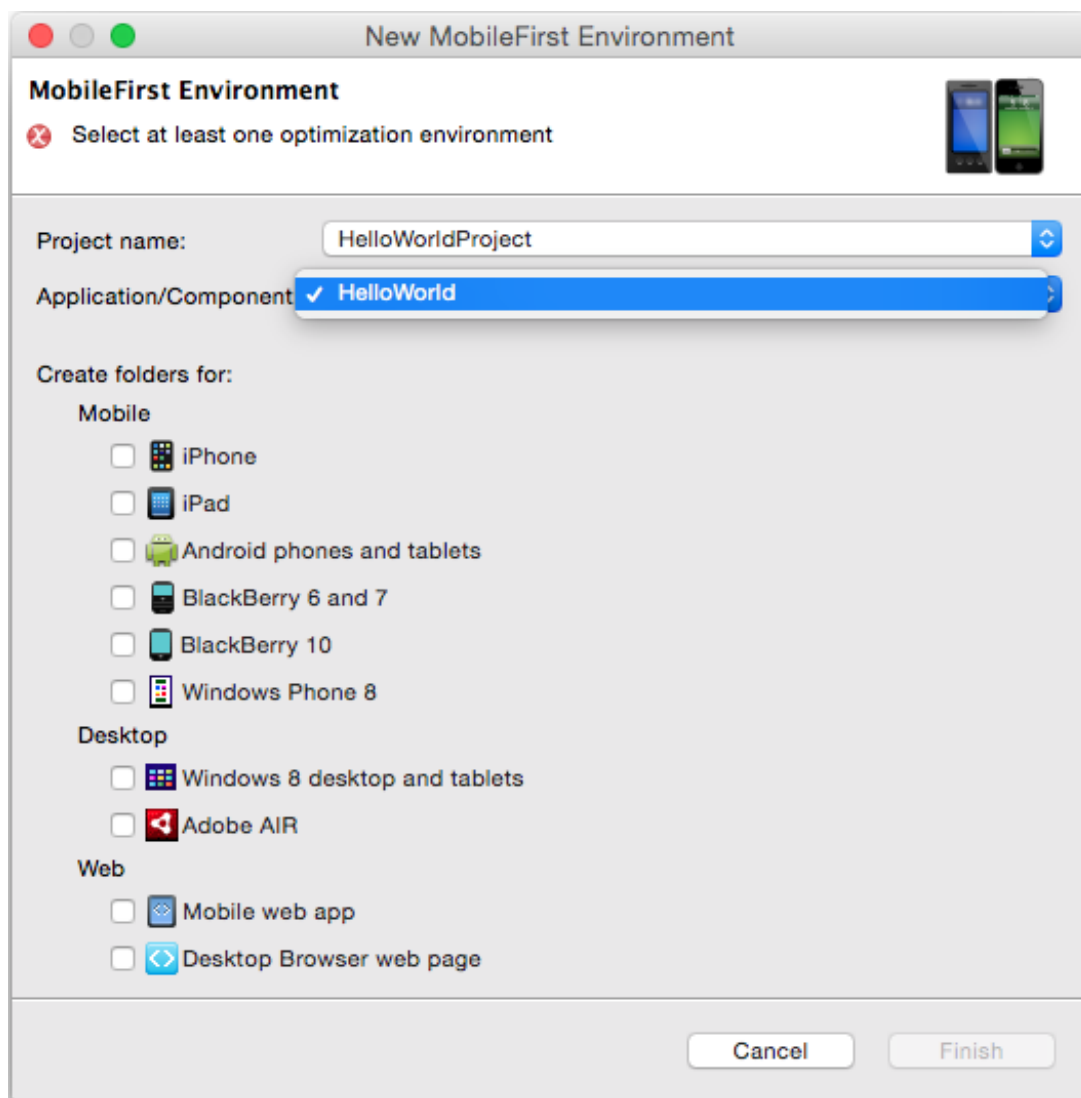 New MobileFirst Environment
MobileFirst Environment
Select at least one optimization environment
Project name: HelloWorldProject
Application/Component ✓ HelloWorld
Create folders for:
Mobile
iPhone
iPad
Android phones and tablets
BlackBerry 6 and 7
BlackBerry 10
Windows Phone 8
Desktop
Windows 8 desktop and tablets
Adobe AIR
Web
Mobile web app
Desktop Browser web page
Cancel Finish